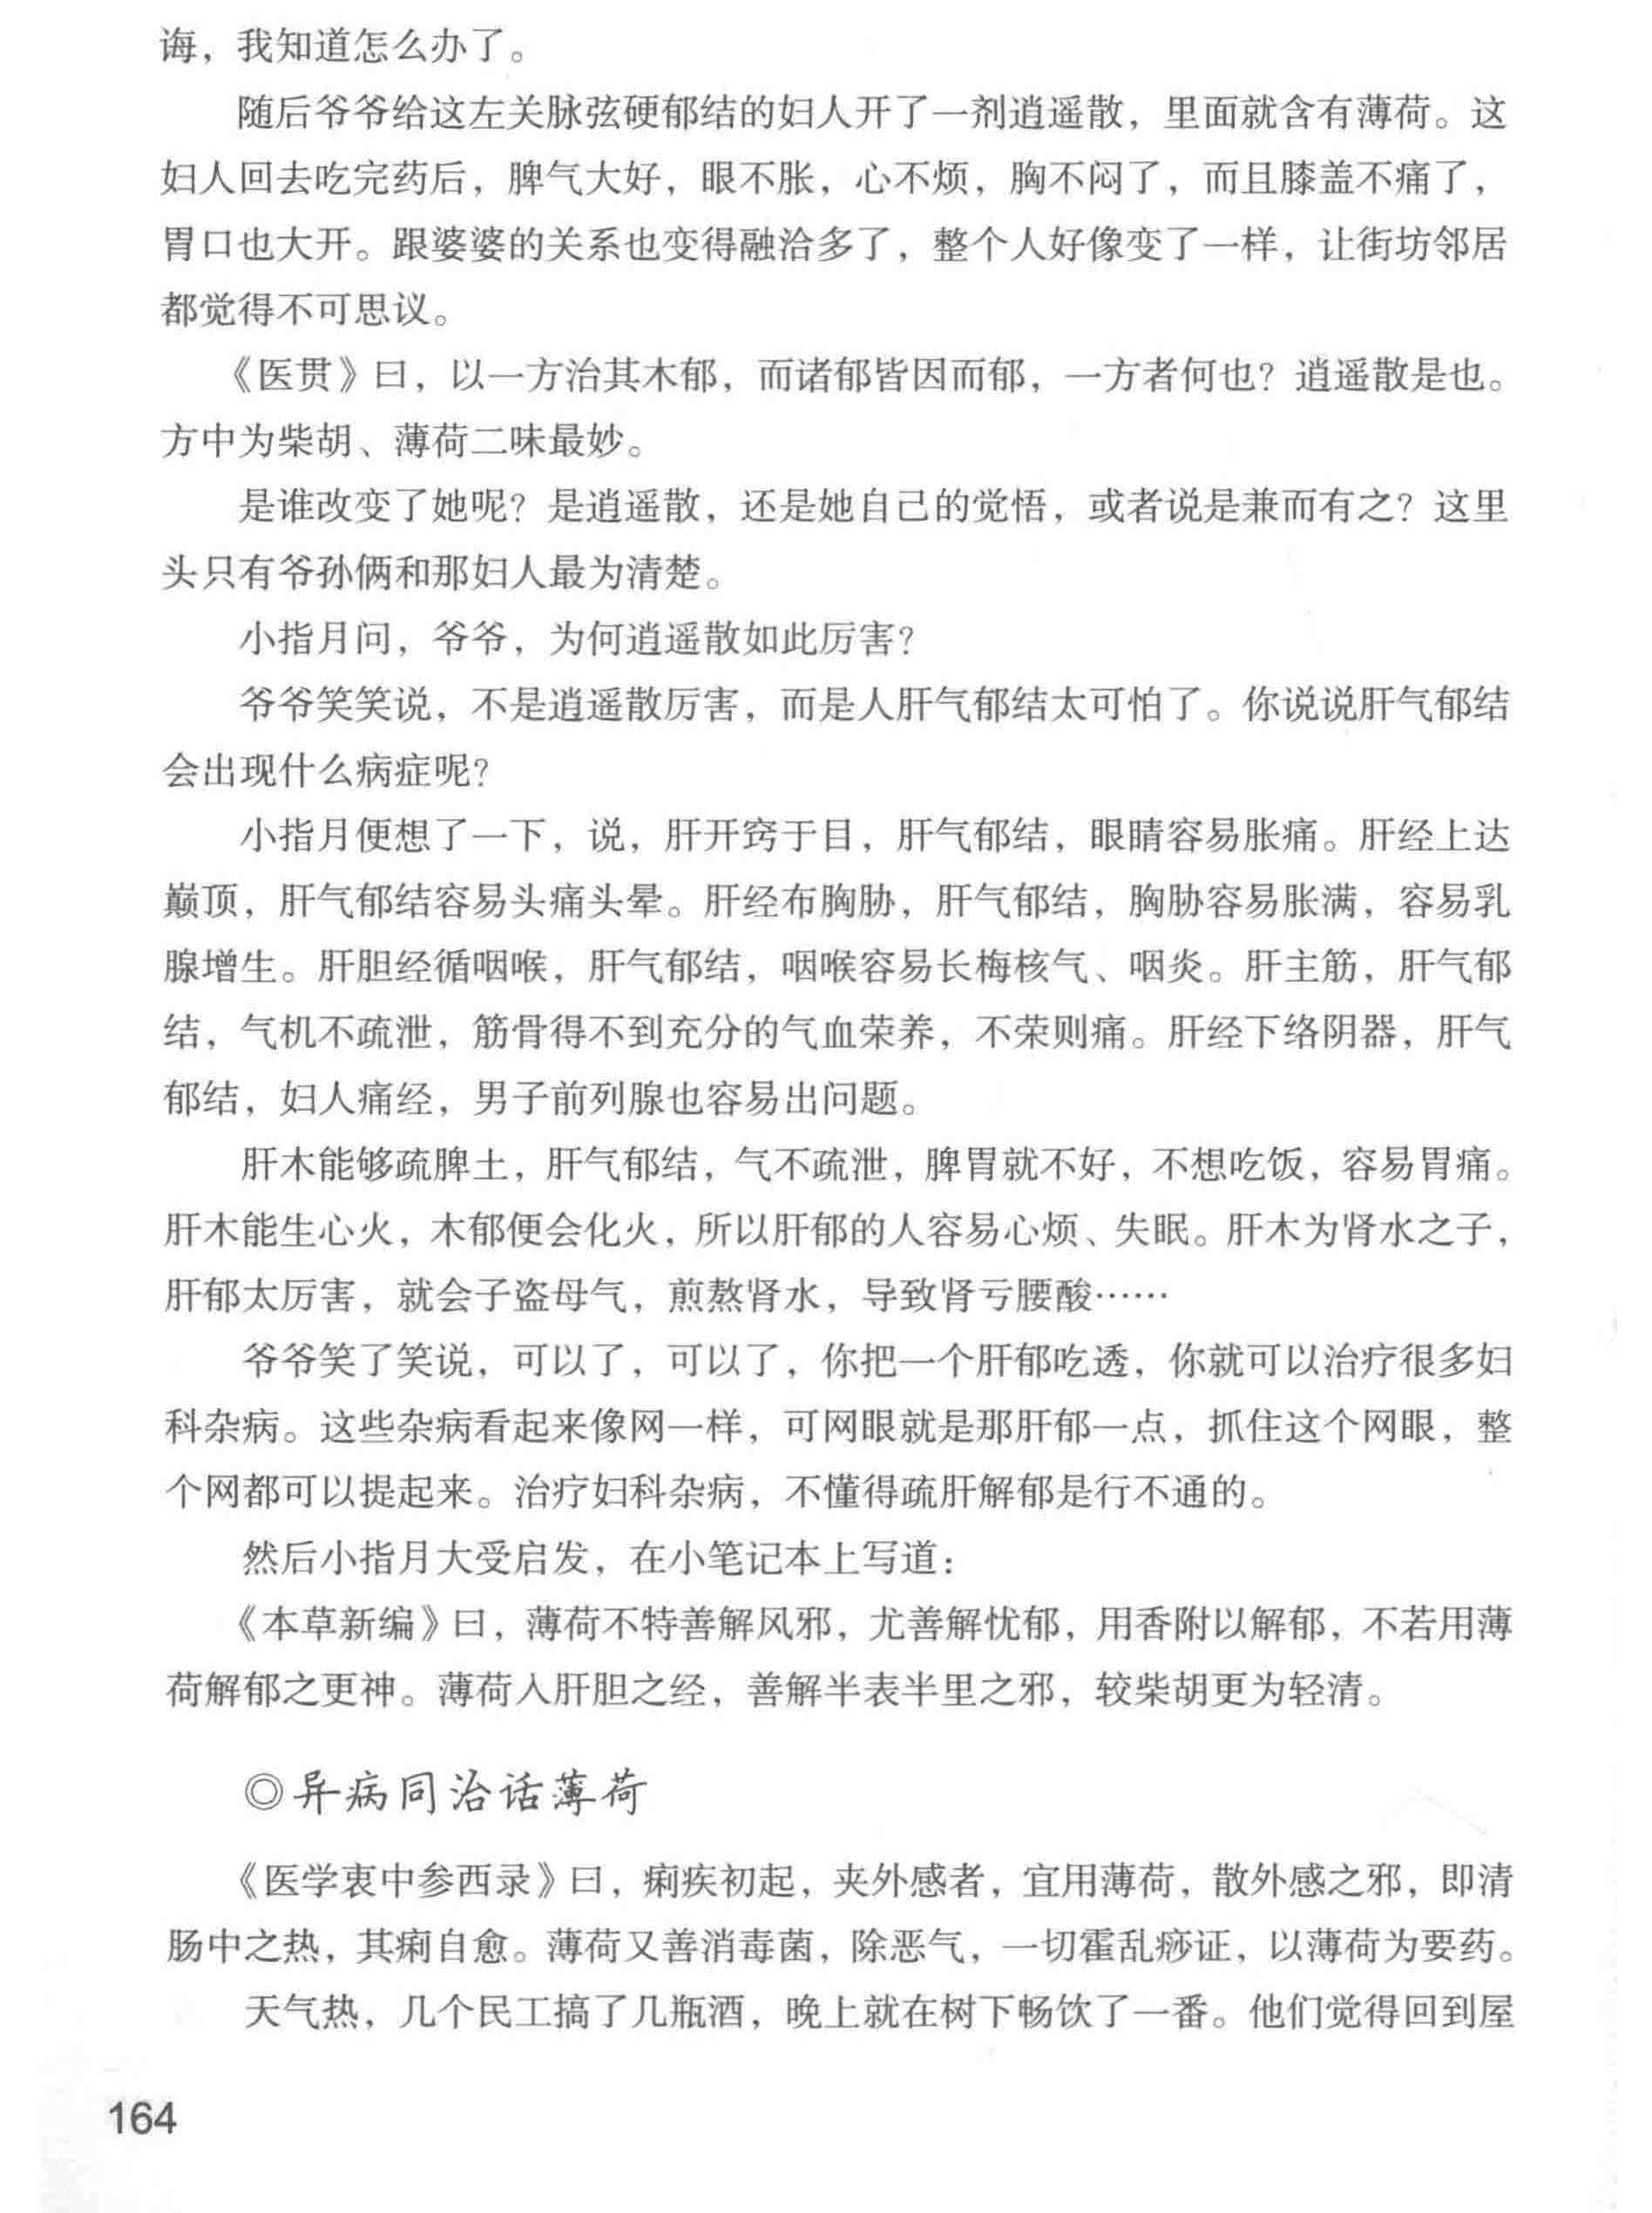 诲，我知道怎么办了。
随后爷爷给这左关脉弦硬郁结的妇人开了一剂逍遥散，里面就含有薄荷。这
妇人回去吃完药后，脾气大好，眼不胀，心不烦，胸不闷了，而且膝盖不痛了，
胃口也大开。跟婆婆的关系也变得融洽多了，整个人好像变了一样，让街坊邻居
都觉得不可思议。
《医贯》曰，以一方治其木郁，而诸郁皆因而郁，一方者何也？逍遥散是也。
方中为柴胡、薄荷二味最妙。
是谁改变了她呢？是逍遥散，还是她自己的觉悟，或者说是兼而有之？这里
头只有爷孙俩和那妇人最为清楚。
小指月问，爷爷，为何逍遥散如此厉害？
爷爷笑笑说，不是逍遥散厉害，而是人肝气郁结太可怕了。你说说肝气郁结
会出现什么病症呢？
小指月便想了一下，说，肝开窍于目，肝气郁结，眼睛容易胀痛。肝经上达
巅顶，肝气郁结容易头痛头晕。肝经布胸胁，肝气郁结，胸胁容易胀满，容易乳
腺增生。肝胆经循咽喉，肝气郁结，咽喉容易长梅核气、咽炎。肝主筋，肝气郁
结，气机不疏泄，筋骨得不到充分的气血荣养，不荣则痛。肝经下络阴器，肝气
郁结，妇人痛经，男子前列腺也容易出问题。
肝木能够疏脾土，肝气郁结，气不疏泄，脾胃就不好，不想吃饭，容易胃痛。
肝木能生心火，木郁便会化火，所以肝郁的人容易心烦、失眠。肝木为肾水之子，
肝郁太厉害，就会子盗母气，煎熬肾水，导致肾亏腰酸……
爷爷笑了笑说，可以了，可以了，你把一个肝郁吃透，你就可以治疗很多妇
科杂病。这些杂病看起来像网一样，可网眼就是那肝郁一点，抓住这个网眼，整
个网都可以提起来。治疗妇科杂病，不懂得疏肝解郁是行不通的。
然后小指月大受启发，在小笔记本上写道：
《本草新编》曰，薄荷不特善解风邪，尤善解忧郁，用香附以解郁，不若用薄
荷解郁之更神。薄荷入肝胆之经，善解半表半里之邪，较柴胡更为轻清。
◎异病同治话薄荷
《医学衷中参西录》曰，痢疾初起，夹外感者，宜用薄荷，散外感之邪，即清
肠中之热，其痢自愈。薄荷又善消毒菌，除恶气，一切霍乱痧证，以薄荷为要药。
天气热，几个民工搞了几瓶酒，晚上就在树下畅饮了一番。他们觉得回到屋
164